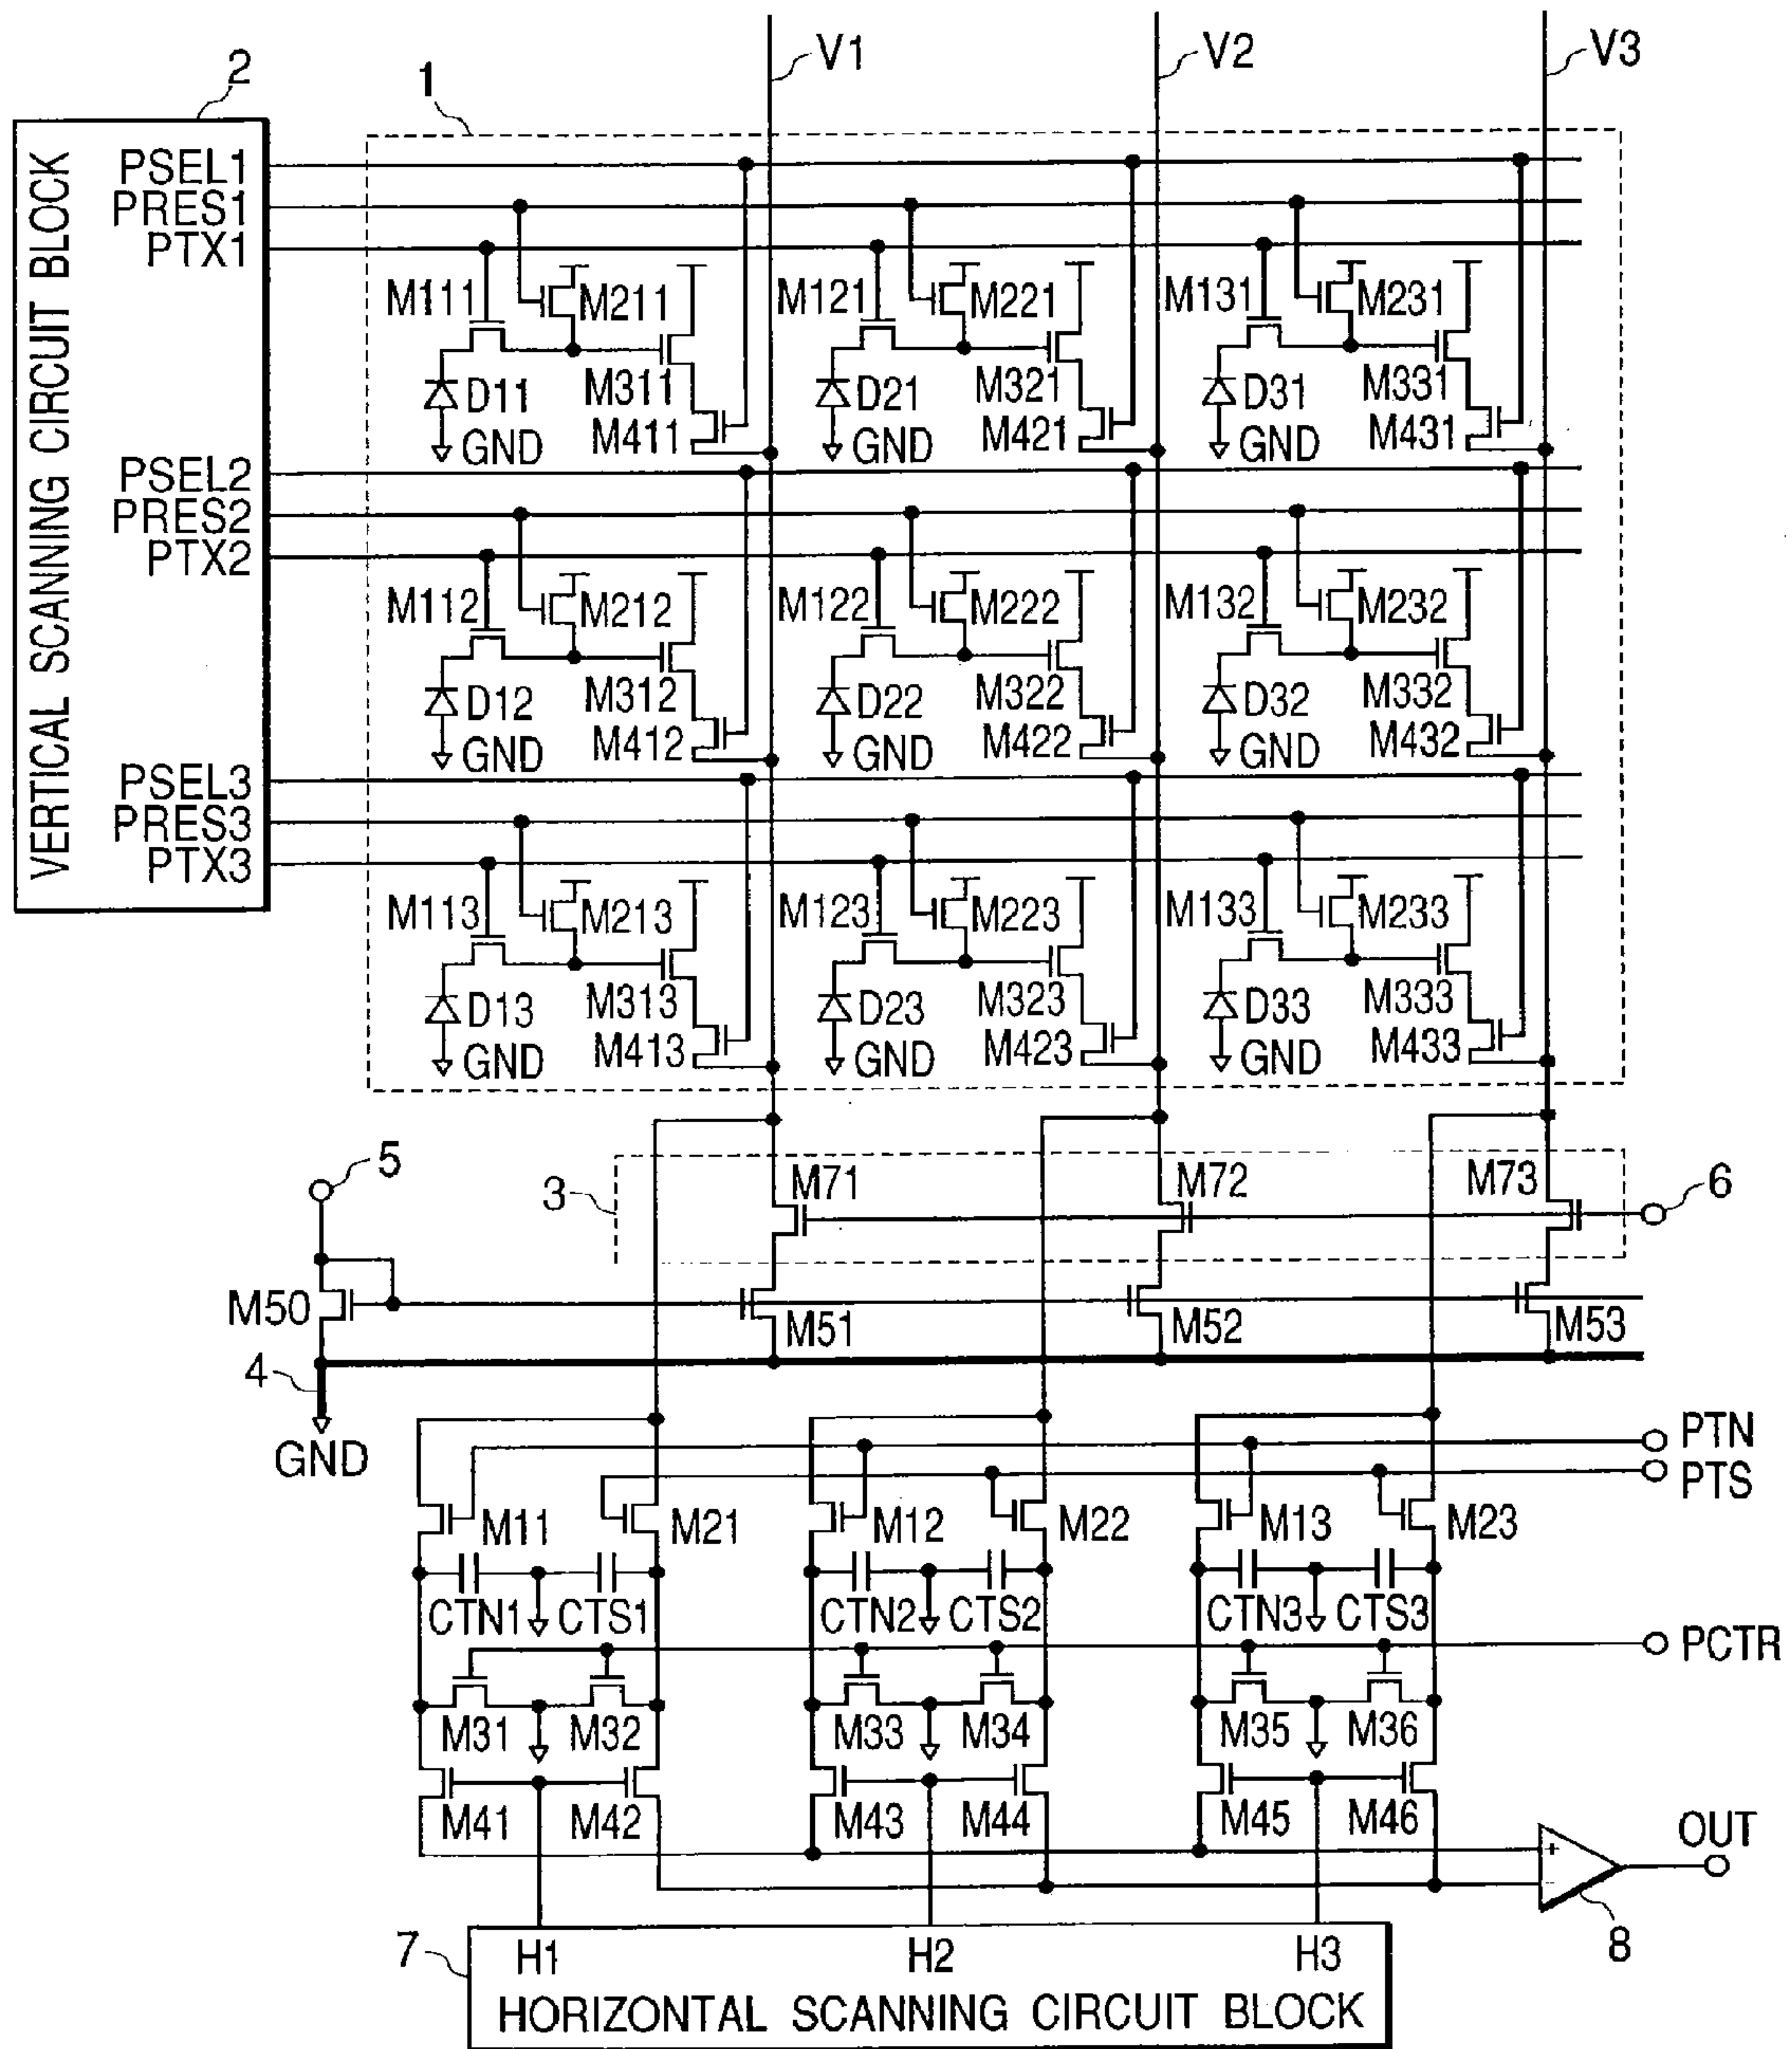 V1 V2 V3
2 1
VERTICAL SCANNING CIRCUIT BLOCK
PSEL1
PRES1
PTX1
M111 M211 M121 M221 M131 M231
D11 M311 D21 M321 D31 M331
GND M411 GND M421 GND M431
PSEL2
PRES2
PTX2
M112 M212 M122 M222 M132 M232
D12 M312 D22 M322 D32 M332
GND M412 GND M422 GND M432
PSEL3
PRES3
PTX3
M113 M213 M123 M223 M133 M233
D13 M313 D23 M323 D33 M333
GND M413 GND M423 GND M433
5 3 M71 M72 M73 6
M50 M51 M52 M53
4
GND
PTN
PTS
M11 M21 M12 M22 M13 M23
CTN1 CTS1 CTN2 CTS2 CTN3 CTS3
PCTR
M31 M32 M33 M34 M35 M36
M41 M42 M43 M44 M45 M46
+
-
OUT
8
7
H1 H2 H3
HORIZONTAL SCANNING CIRCUIT BLOCK